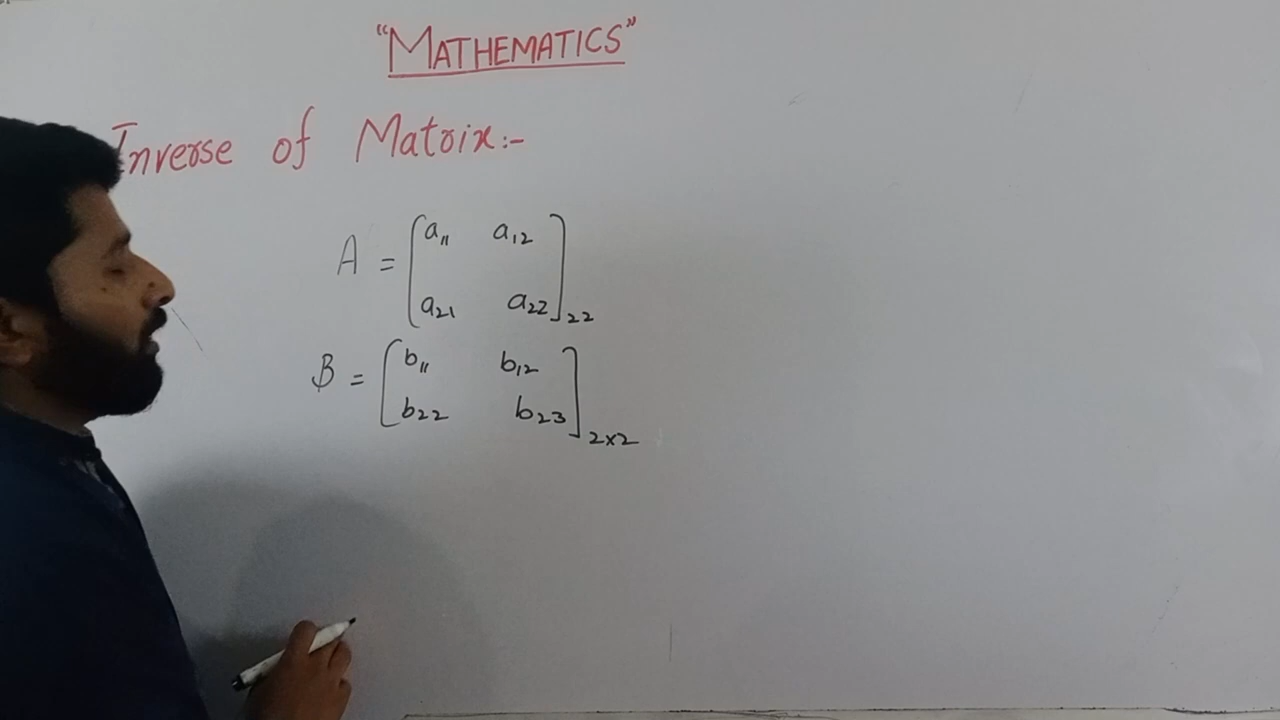 "MATHEMATICS"
Inverse of Matrix:-
A = [a11 a12
a21 a22]22
B = [b11 b12
b22 b23]2x2